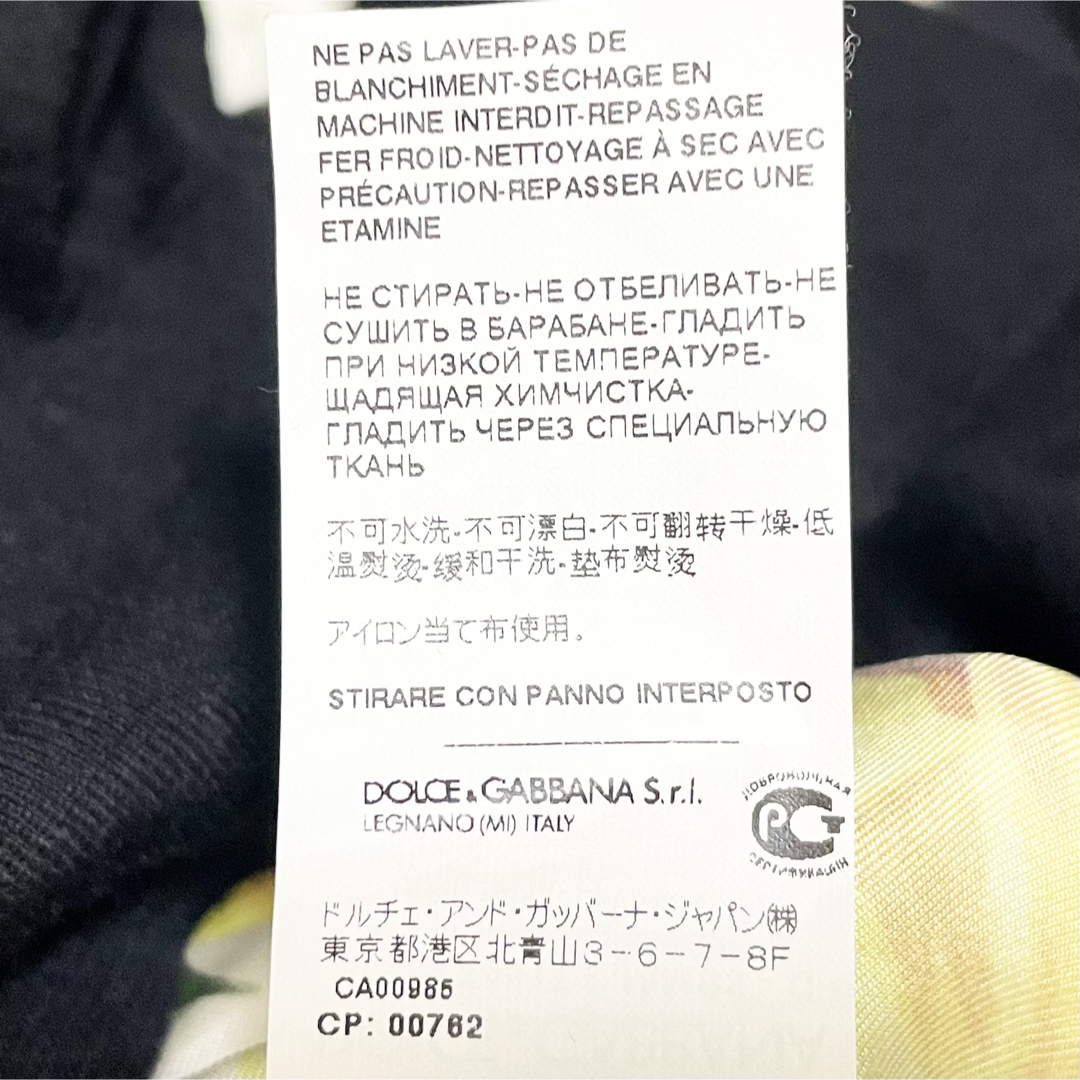 NE PAS LAVER-PAS DE
BLANCHIMENT-SÉCHAGE EN
MACHINE INTERDIT-REPASSAGE
FER FROID-NETTOYAGE À SEC AVEC
PRÉCAUTION-REPASSER AVEC UNE
ETAMINE
НЕ СТИРАТЬ-НЕ ОТБЕЛИВАТЬ-НЕ
СУШИТЬ В БАРАБАНЕ-ГЛАДИТЬ
ПРИ НИЗКОЙ ТЕМПЕРАТУРЕ-
ЩАДЯЩАЯ ХИМЧИСТКА-
ГЛАДИТЬ ЧЕРЕЗ СПЕЦИАЛЬНУЮ
ТКАНЬ
不可水洗-不可漂白-不可翻转干燥-低
温熨烫-缓和干洗-垫布熨烫
アイロン当て布使用。
STIRARE CON PANNO INTERPOSTO
DOLCE & GABBANA S.r.l.
LEGNANO (MI) ITALY
ДОБРОВОЛЬНАЯ
РСТ
СЕРТИФИКАЦИЯ
ドルチェ・アンド・ガッバーナ・ジャパン㈱
東京都港区北青山3-6-7-8F
CA00985
CP: 00762